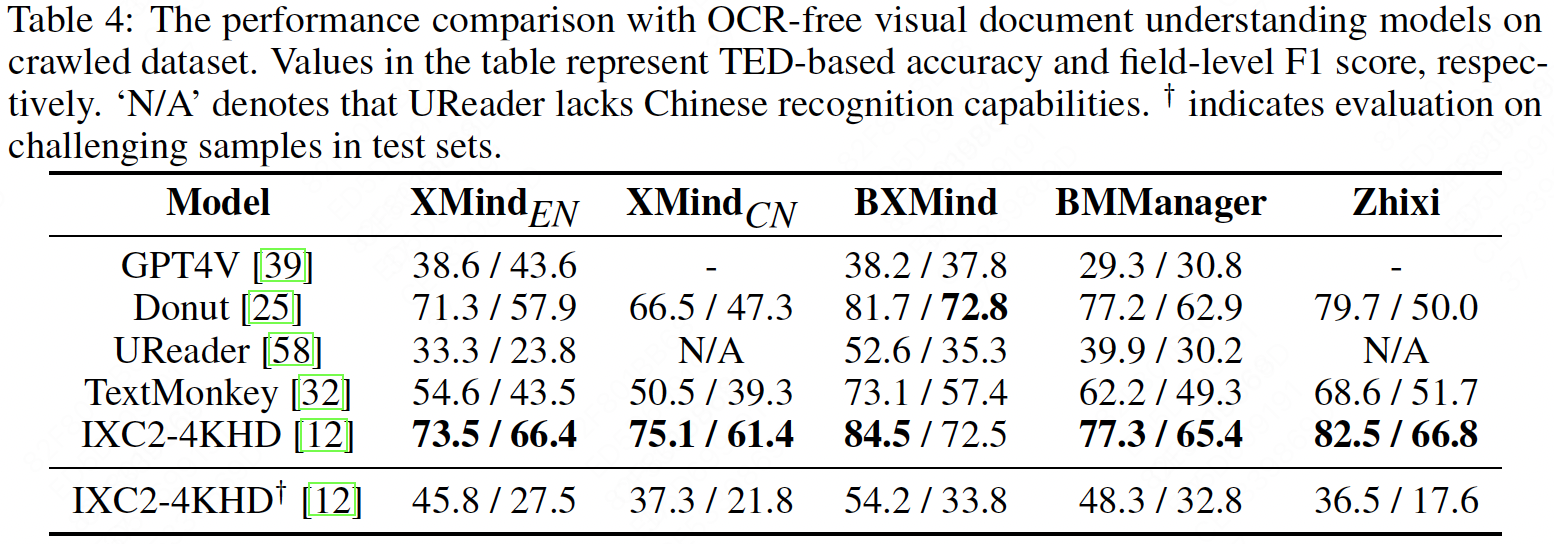 Table 4: The performance comparison with OCR-free visual document understanding models on
crawled dataset. Values in the table represent TED-based accuracy and field-level F1 score, respec-
tively. ‘N/A’ denotes that UReader lacks Chinese recognition capabilities. † indicates evaluation on
challenging samples in test sets.
Model XMind_EN XMind_CN BXMind BMManager Zhixi
GPT4V [39] 38.6 / 43.6 - 38.2 / 37.8 29.3 / 30.8 -
Donut [25] 71.3 / 57.9 66.5 / 47.3 81.7 / 72.8 77.2 / 62.9 79.7 / 50.0
UReader [58] 33.3 / 23.8 N/A 52.6 / 35.3 39.9 / 30.2 N/A
TextMonkey [32] 54.6 / 43.5 50.5 / 39.3 73.1 / 57.4 62.2 / 49.3 68.6 / 51.7
IXC2-4KHD [12] 73.5 / 66.4 75.1 / 61.4 84.5 / 72.5 77.3 / 65.4 82.5 / 66.8
IXC2-4KHD† [12] 45.8 / 27.5 37.3 / 21.8 54.2 / 33.8 48.3 / 32.8 36.5 / 17.6